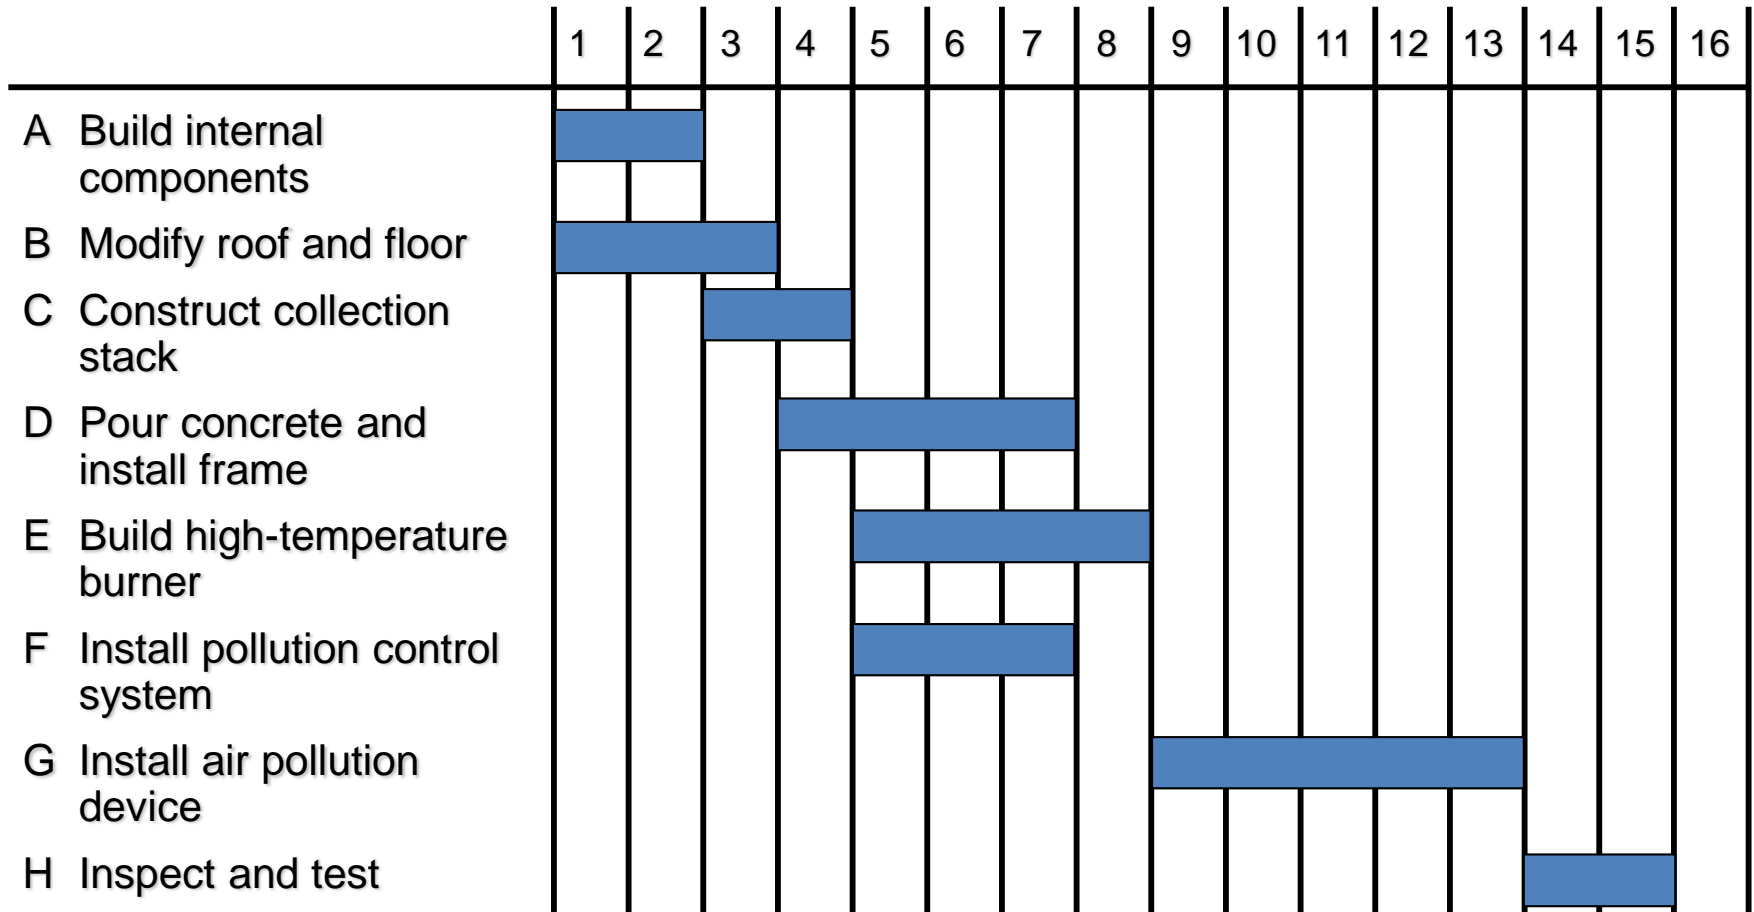 1 2 3 4 5 6 7 8 9 10 11 12 13 14 15 16
A Build internal
components
B Modify roof and floor
C Construct collection
stack
D Pour concrete and
install frame
E Build high-temperature
burner
F Install pollution control
system
G Install air pollution
device
H Inspect and test